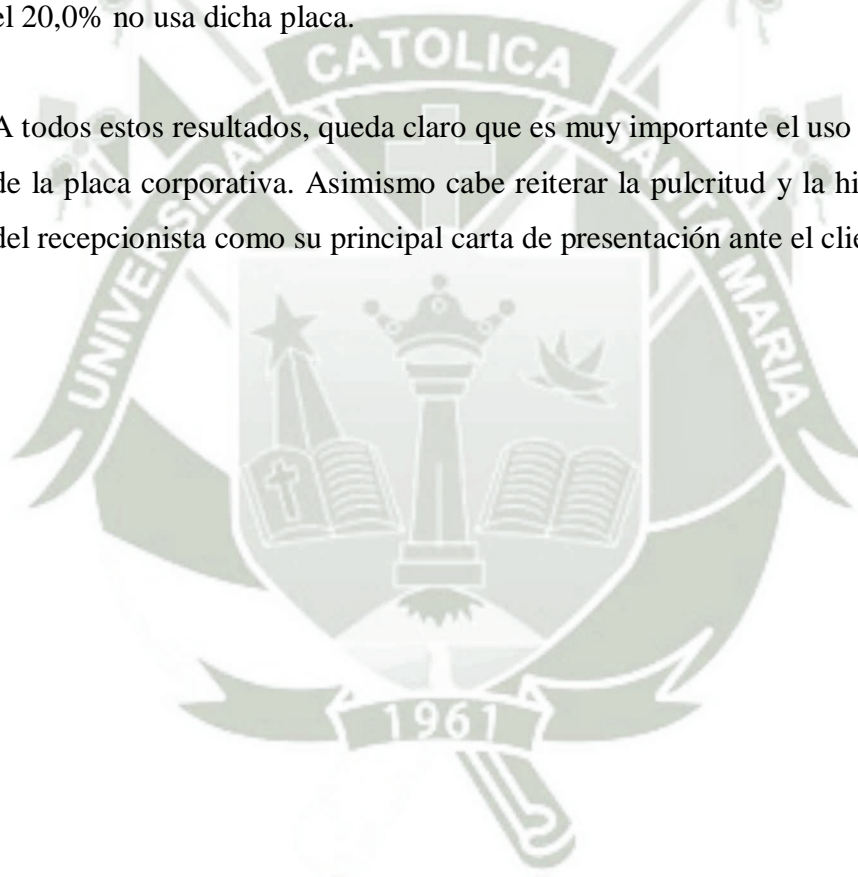 el 20,0% no usa dicha placa.
A todos estos resultados, queda claro que es muy importante el uso
de la placa corporativa. Asimismo cabe reiterar la pulcritud y la hi
del recepcionista como su principal carta de presentación ante el clie
UNIVERSIDAD CATOLICA SANTA MARIA
1961